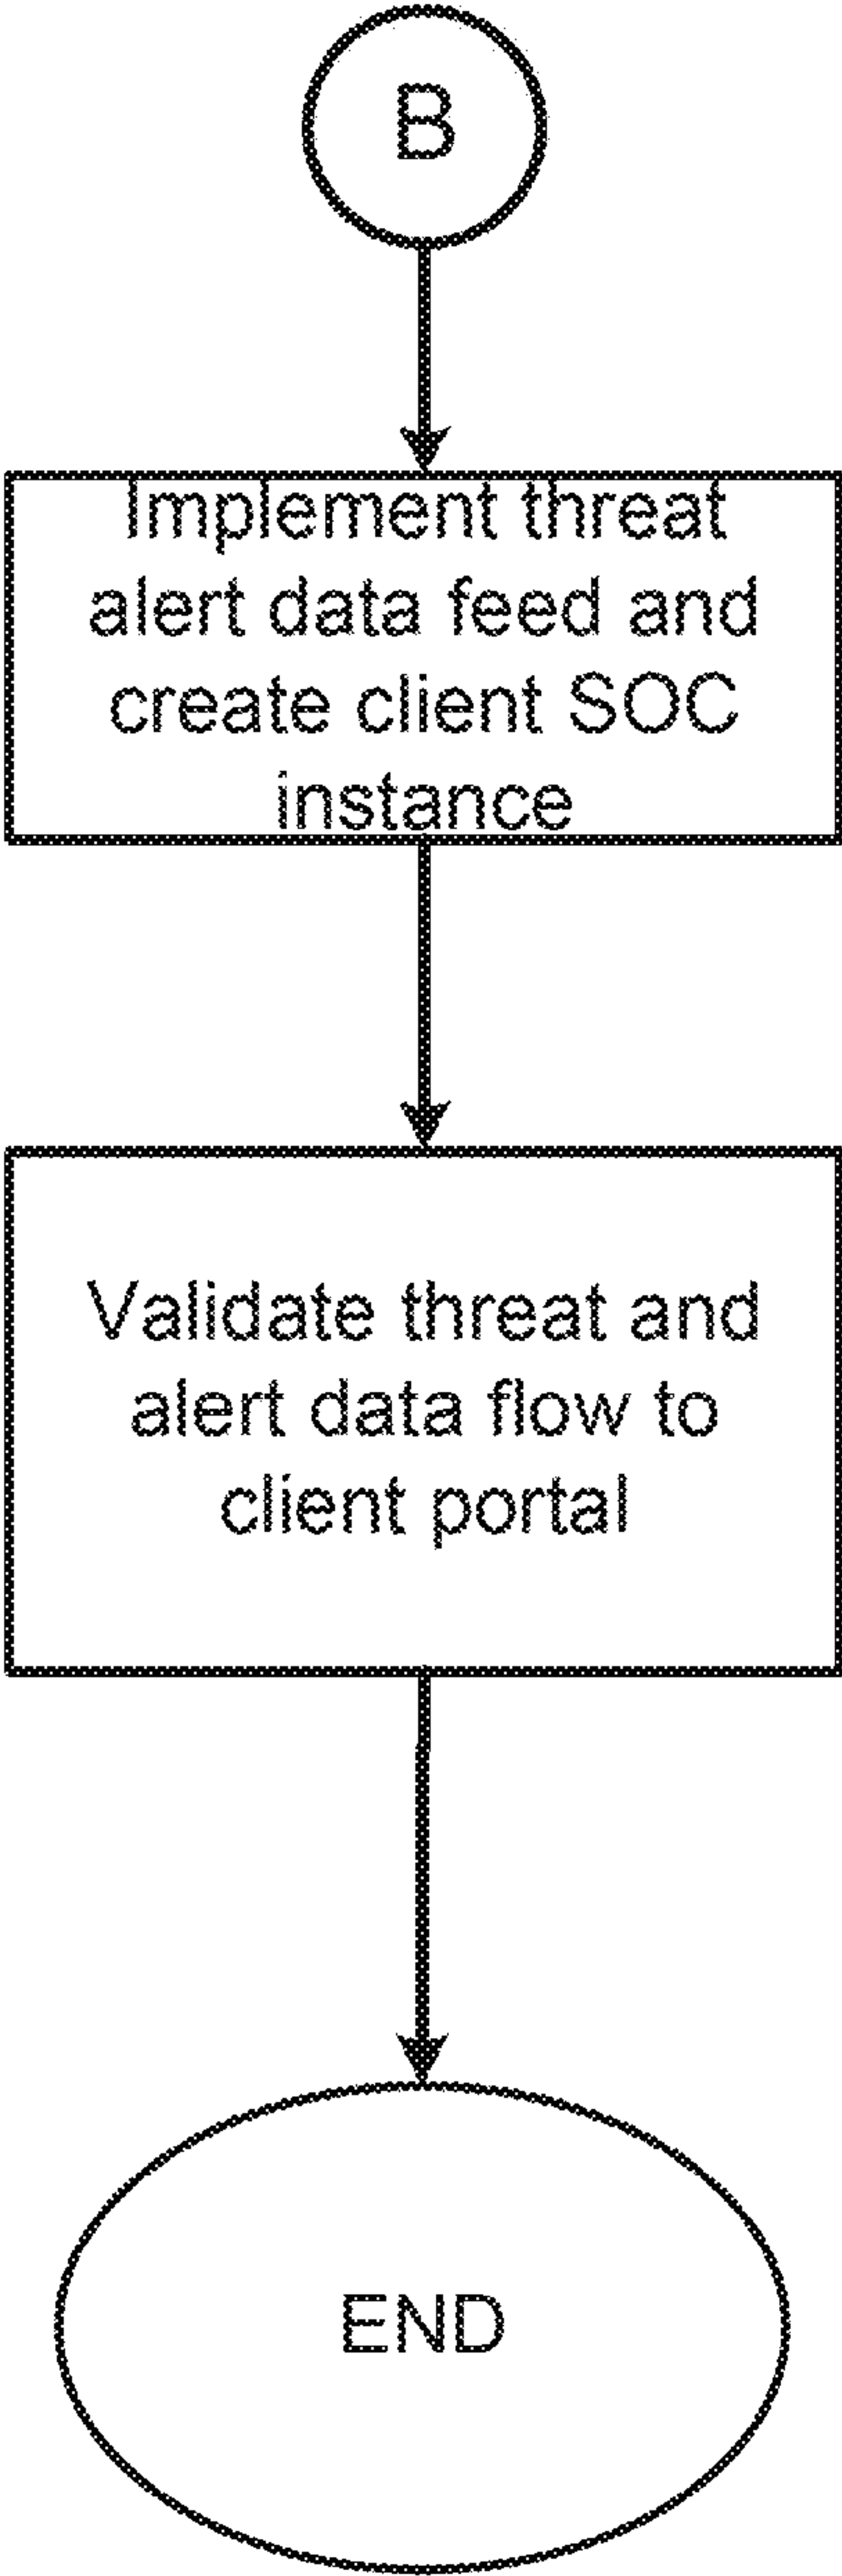 B
Implement threat
alert data feed and
create client SOC
instance
Validate threat and
alert data flow to
client portal
END